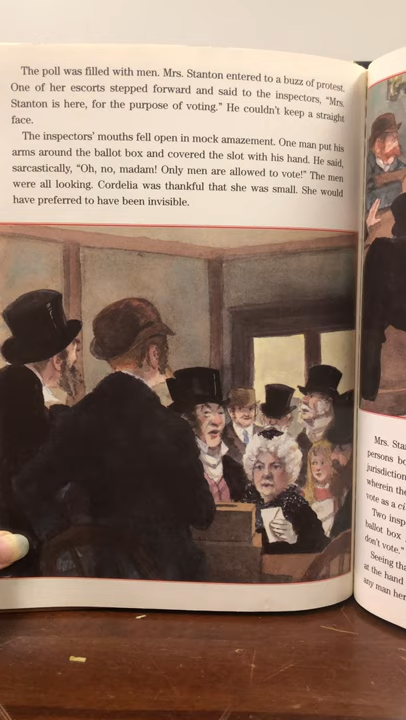 The poll was filled with men. Mrs. Stanton entered to a buzz of protest.
One of her escorts stepped forward and said to the inspectors, “Mrs.
Stanton is here, for the purpose of voting.” He couldn’t keep a straight
face.
The inspectors’ mouths fell open in mock amazement. One man put his
arms around the ballot box and covered the slot with his hand. He said,
sarcastically, “Oh, no, madam! Only men are allowed to vote!” The men
were all looking. Cordelia was thankful that she was small. She would
have preferred to have been invisible.
Mrs. Sta
persons bo
jurisdiction
wherein the
vote as a ci
Two insp
ballot box
don’t vote.”
Seeing tha
at the hand
any man her